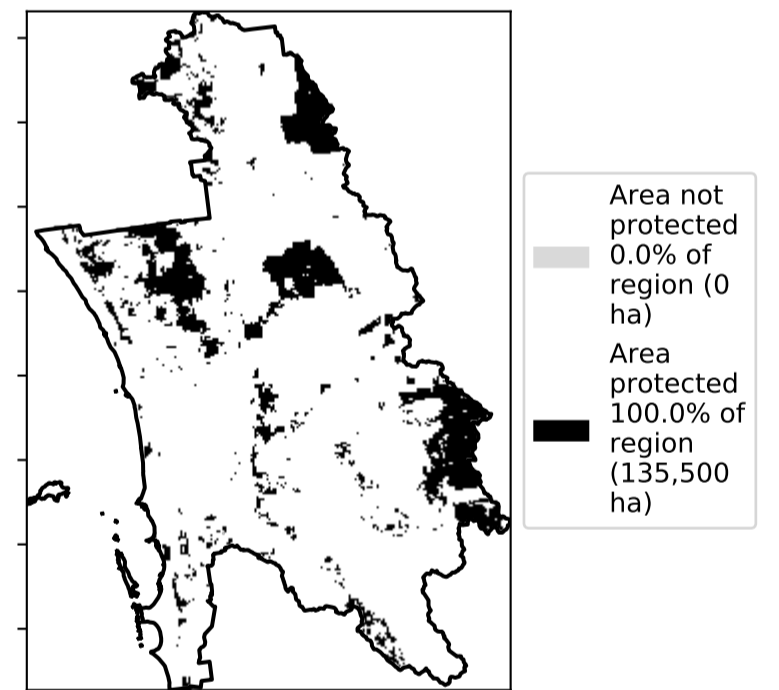 Area not
protected
0.0% of
region (0
ha)
Area
protected
100.0% of
region
(135,500
ha)